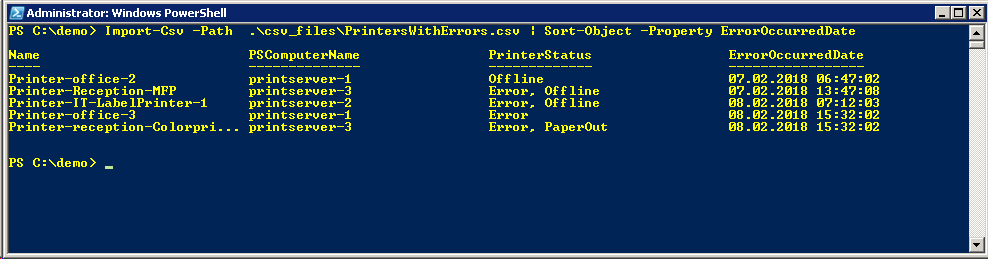 Administrator: Windows PowerShell
PS C:\demo> Import-Csv -Path  .\csv_files\PrintersWithErrors.csv | Sort-Object -Property ErrorOccurredDate
Name PSComputerName PrinterStatus ErrorOccurredDate
---- -------------- ------------- -----------------
Printer-office-2 printserver-1 Offline 07.02.2018 06:47:02
Printer-Reception-MFP printserver-3 Error, Offline 07.02.2018 13:47:08
Printer-IT-LabelPrinter-1 printserver-2 Error, Offline 08.02.2018 07:12:03
Printer-office-3 printserver-1 Error 08.02.2018 15:32:02
Printer-reception-Colorpri... printserver-3 Error, PaperOut 08.02.2018 15:32:02
PS C:\demo> _